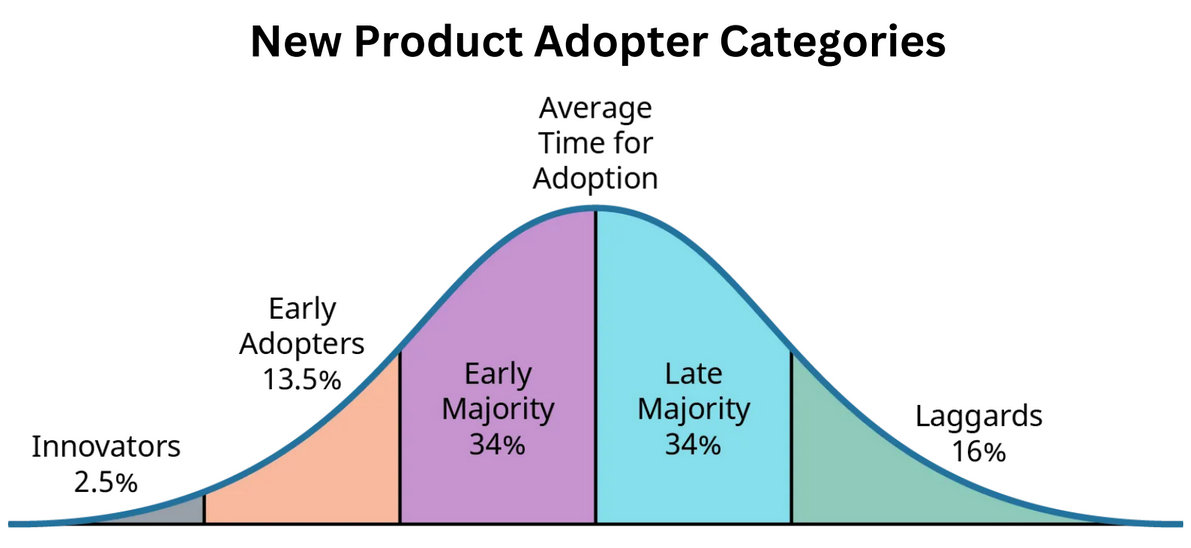 New Product Adopter Categories
Average
Time for
Adoption
Early
Adopters
13.5%
Early
Majority
34%
Late
Majority
34%
Innovators
2.5%
Laggards
16%